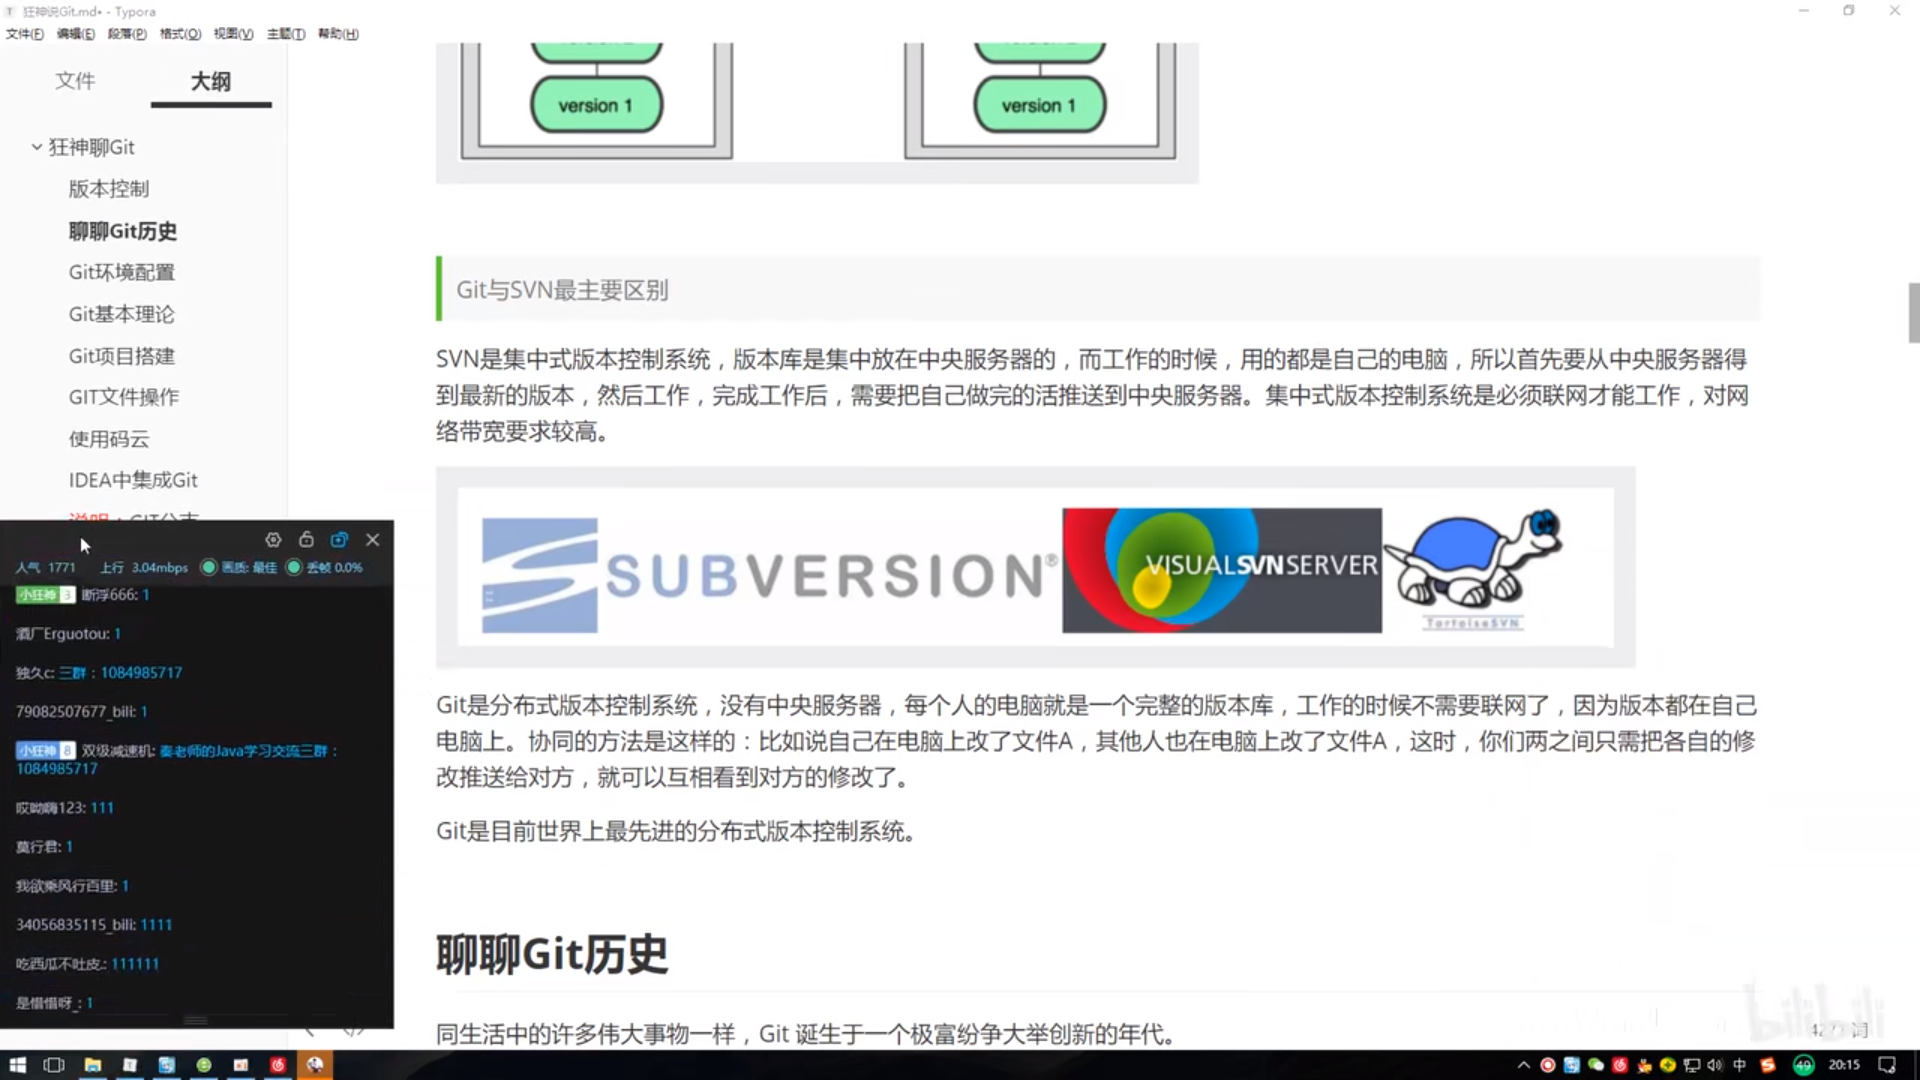 狂神说Git.md• - Typora
文件(F) 编辑(E) 段落(P) 格式(O) 视图(V) 主题(T) 帮助(H)
文件 大纲
狂神聊Git
版本控制
聊聊Git历史
Git环境配置
Git基本理论
Git项目搭建
GIT文件操作
使用码云
IDEA中集成Git
说明：GIT分支
人气 1771 上行 3.04mbps 画质: 最佳 丢帧 0.0%
小狂神 3 断浮666: 1
酒厂Erguotou: 1
独久c: 三群：1084985717
79082507677_bili: 1
小狂神 8 双级减速机: 秦老师的Java学习交流三群：
1084985717
哎呦嗨123: 111
莫行君: 1
我欲乘风行百里: 1
34056835115_bili: 1111
吃西瓜不吐皮.: 111111
是惜惜呀_: 1
version 1 version 1
Git与SVN最主要区别
SVN是集中式版本控制系统，版本库是集中放在中央服务器的，而工作的时候，用的都是自己的电脑，所以首先要从中央服务器得
到最新的版本，然后工作，完成工作后，需要把自己做完的活推送到中央服务器。集中式版本控制系统是必须联网才能工作，对网
络带宽要求较高。
SUBVERSION®
VISUALSVNSERVER
TortoiseSVN
Git是分布式版本控制系统，没有中央服务器，每个人的电脑就是一个完整的版本库，工作的时候不需要联网了，因为版本都在自己
电脑上。协同的方法是这样的：比如说自己在电脑上改了文件A，其他人也在电脑上改了文件A，这时，你们两之间只需把各自的修
改推送给对方，就可以互相看到对方的修改了。
Git是目前世界上最先进的分布式版本控制系统。
聊聊Git历史
同生活中的许多伟大事物一样，Git 诞生于一个极富纷争大举创新的年代。
bilibili
中 49 20:15